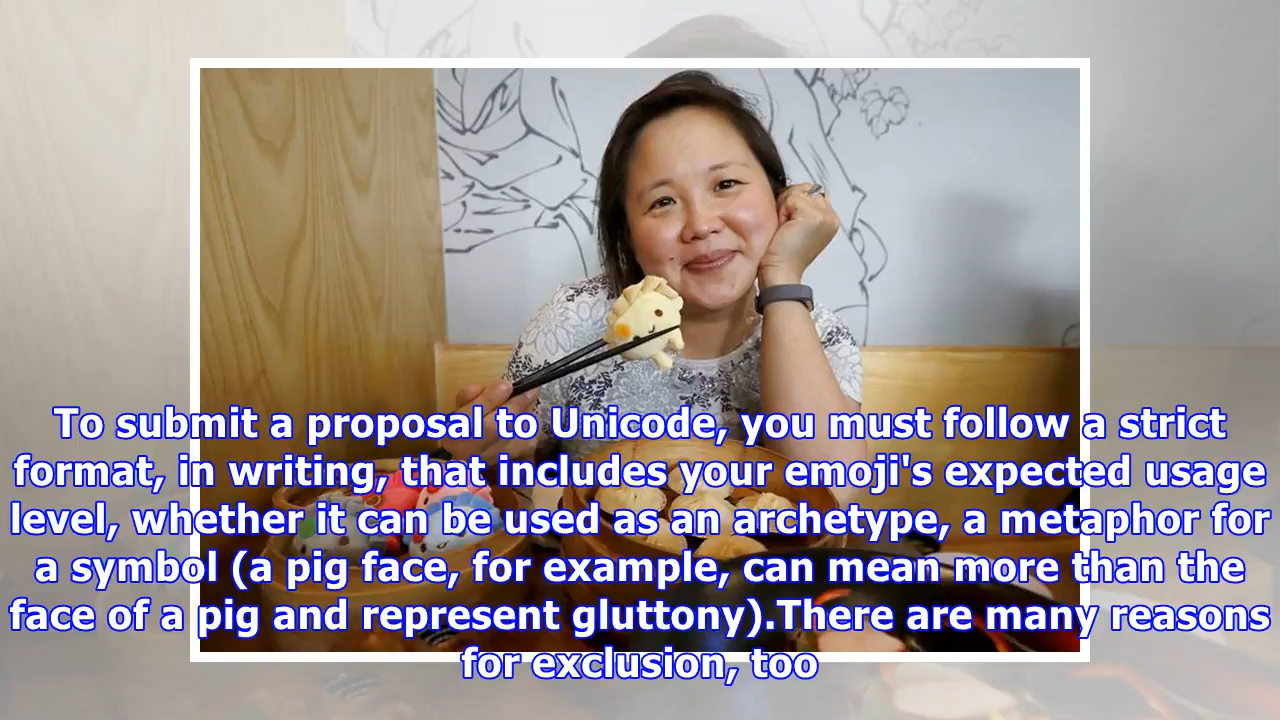 To submit a proposal to Unicode, you must follow a strict
format, in writing, that includes your emoji's expected usage
level, whether it can be used as an archetype, a metaphor for
a symbol (a pig face, for example, can mean more than the
face of a pig and represent gluttony).There are many reasons
for exclusion, too